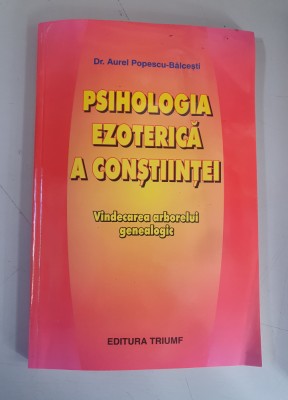 Dr. Aurel Popescu-Bălcești
PSIHOLOGIA
EZOTERICĂ
A CONȘTIINȚEI
Vindecarea arborelui
genealogic
EDITURA TRIUMF